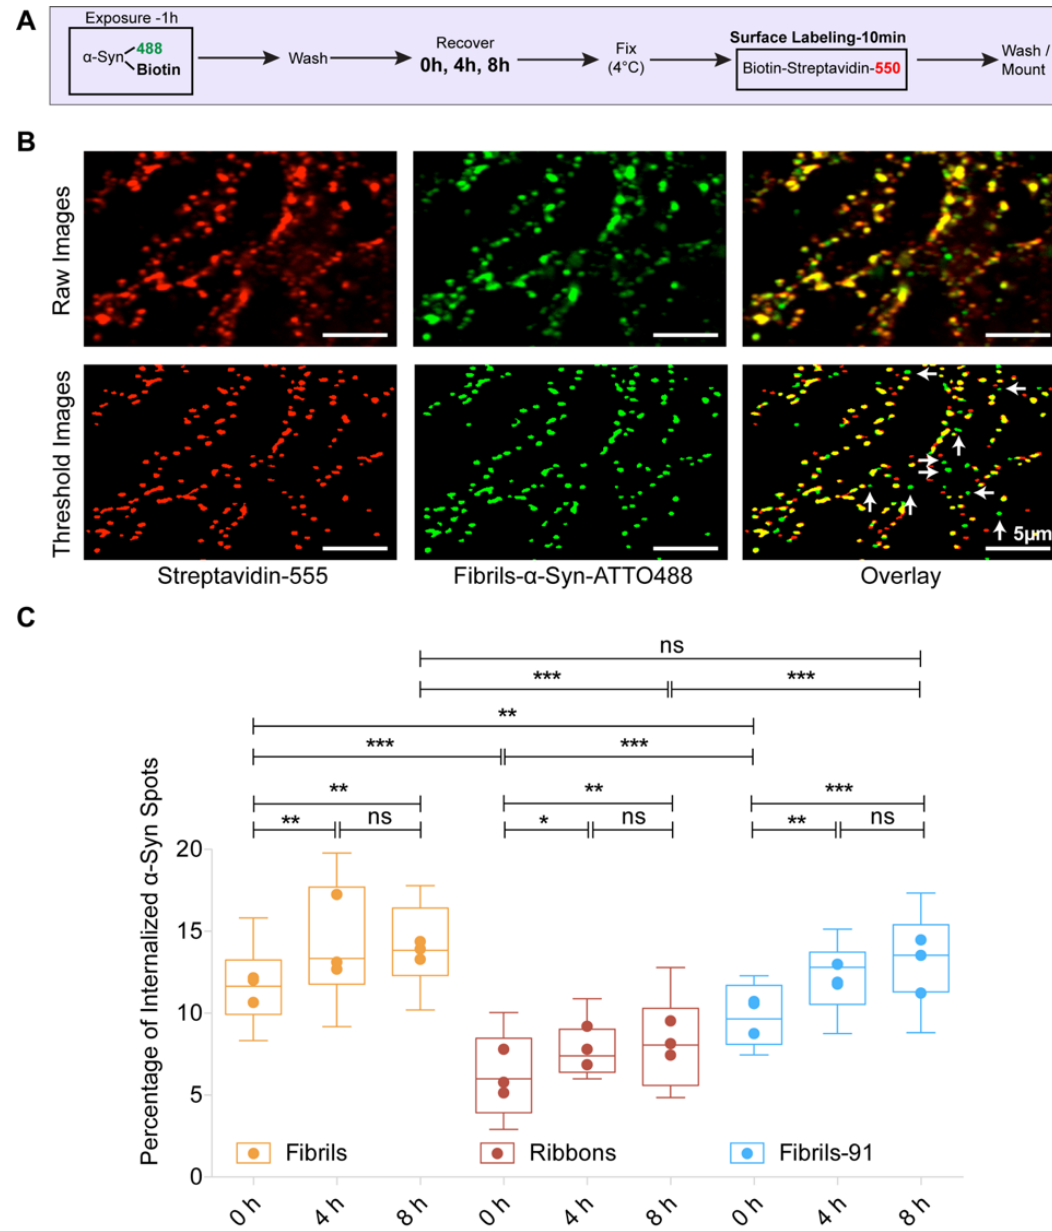 A
Exposure -1h
α-Syn
488
Biotin
Wash
Recover
0h, 4h, 8h
Fix
(4°C)
Surface Labeling-10min
Biotin-Streptavidin-550
Wash /
Mount
B
Raw Images
Threshold Images
5μm
Streptavidin-555
Fibrils-α-Syn-ATTO488
Overlay
C
ns
*** ***
**
*** ***
** ** ***
** ns * ns ** ns
Percentage of Internalized α-Syn Spots
20
15
10
5
0
Fibrils
Ribbons
Fibrils-91
0 h 4 h 8 h 0 h 4 h 8 h 0 h 4 h 8 h